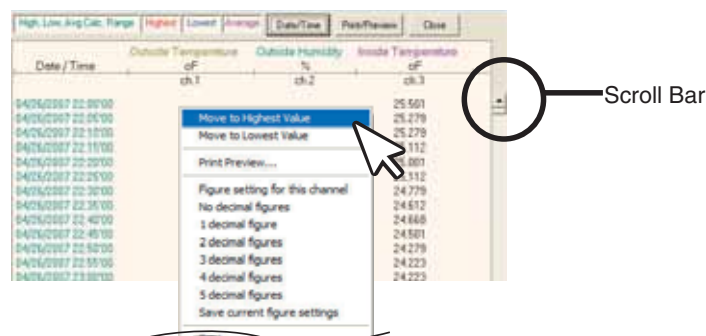 High, Low, Avg Calc. Range Highest Lowest Average Date/Time Print/Preview Close
Outside Temperature Outside Humidity Inside Temperature
Date / Time oF % oF
ch.1 ch.2 ch.3
Scroll Bar
04/26/2007 22:00'00 25.501
04/26/2007 22:05'00 Move to Highest Value 25.279
04/26/2007 22:10'00 25.279
Move to Lowest Value
04/26/2007 22:15'00 .112
04/26/2007 22:20'00 Print Preview.... .001
04/26/2007 22:25'00 .112
04/26/2007 22:30'00 Figure setting for this channel 24.779
04/26/2007 22:35'00 No decimal figures 24.612
04/26/2007 22:40'00 1 decimal figure 24.668
04/26/2007 22:45'00 24.501
2 decimal figures
04/26/2007 22:50'00 3 decimal figures 24.279
04/26/2007 22:55'00 4 decimal figures 24.223
04/26/2007 23:00'00 24.223
5 decimal figures
Save current figure settings